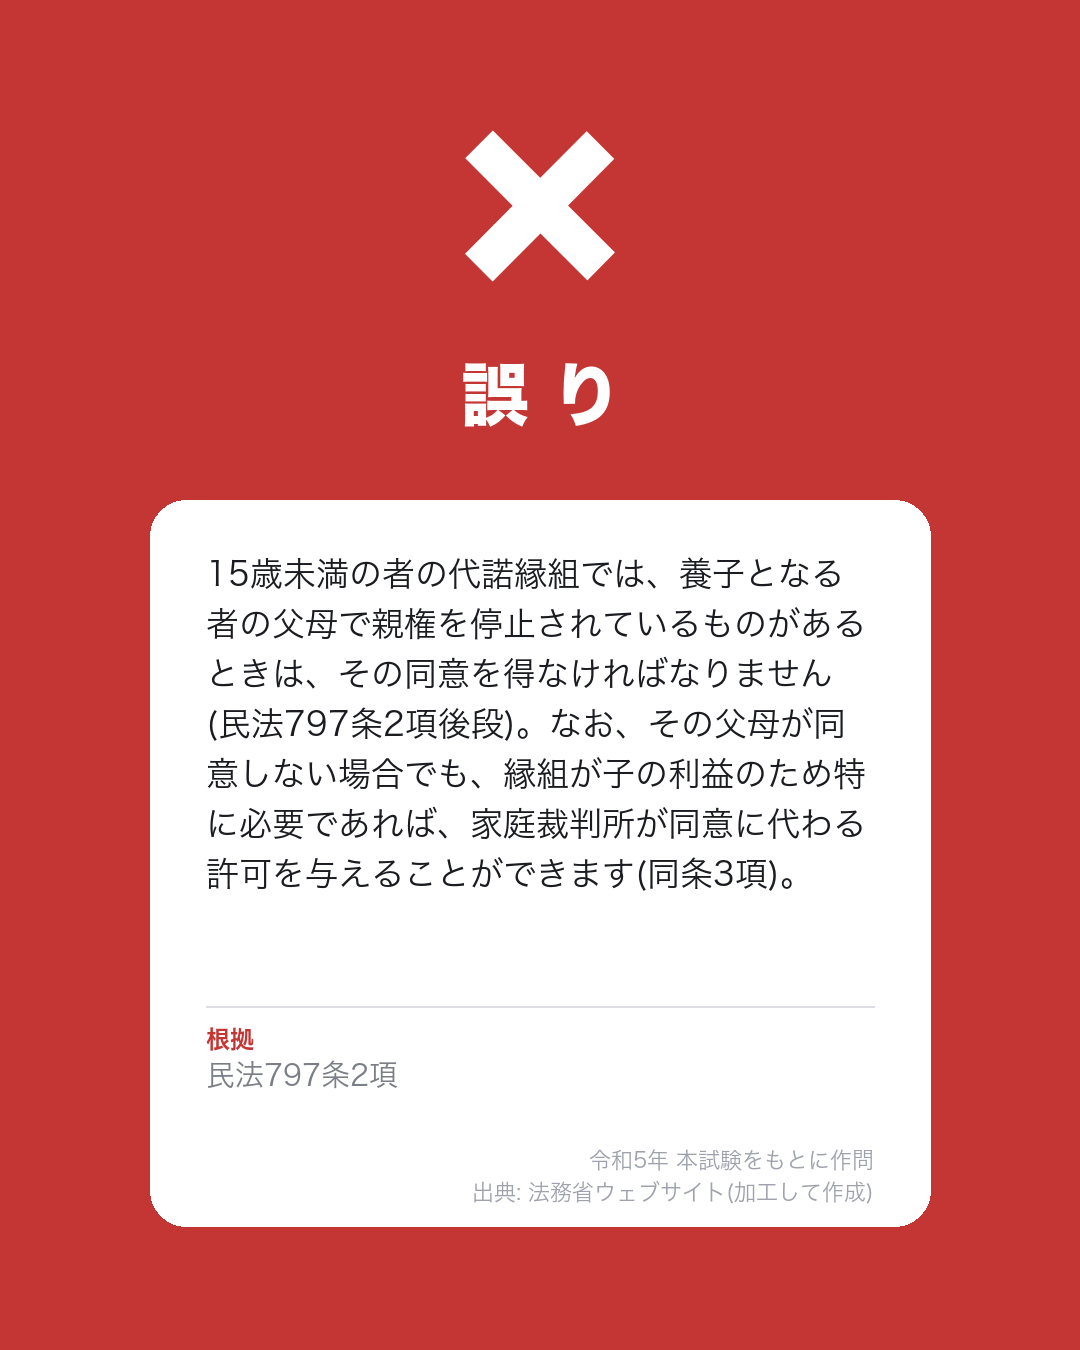 誤り
15歳未満の者の代諾縁組では、養子となる
者の父母で親権を停止されているものがある
ときは、その同意を得なければなりません
(民法797条2項後段)。なお、その父母が同
意しない場合でも、縁組が子の利益のため特
に必要であれば、家庭裁判所が同意に代わる
許可を与えることができます(同条3項)。
根拠
民法797条2項
令和5年 本試験をもとに作問
出典: 法務省ウェブサイト(加工して作成)